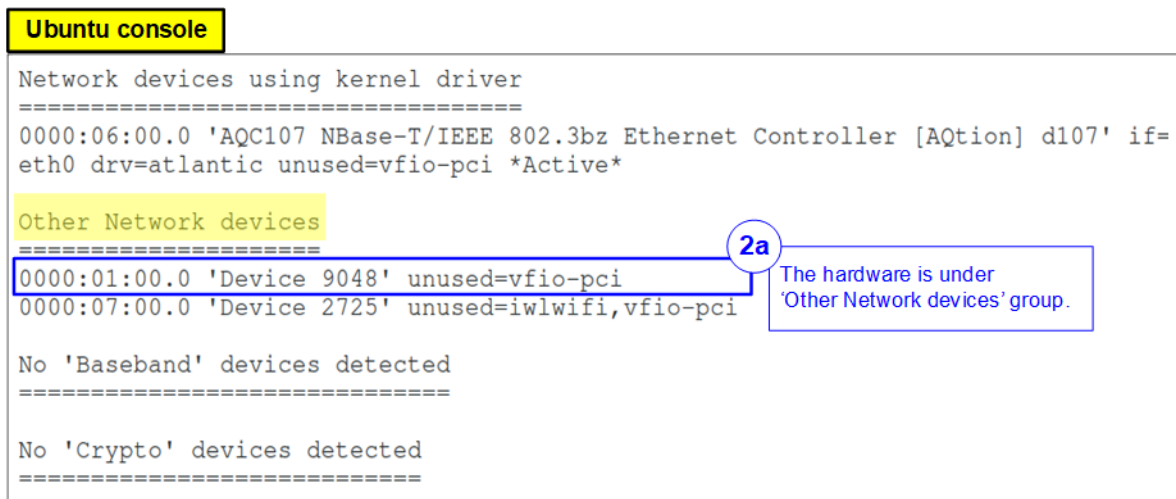 Ubuntu console
Network devices using kernel driver
===================================
0000:06:00.0 'AQC107 NBase-T/IEEE 802.3bz Ethernet Controller [AQtion] d107' if=
eth0 drv=atlantic unused=vfio-pci *Active*
Other Network devices
=====================
2a
0000:01:00.0 'Device 9048' unused=vfio-pci
The hardware is under
‘Other Network devices’ group.
0000:07:00.0 'Device 2725' unused=iwlwifi,vfio-pci
No 'Baseband' devices detected
==============================
No 'Crypto' devices detected
============================